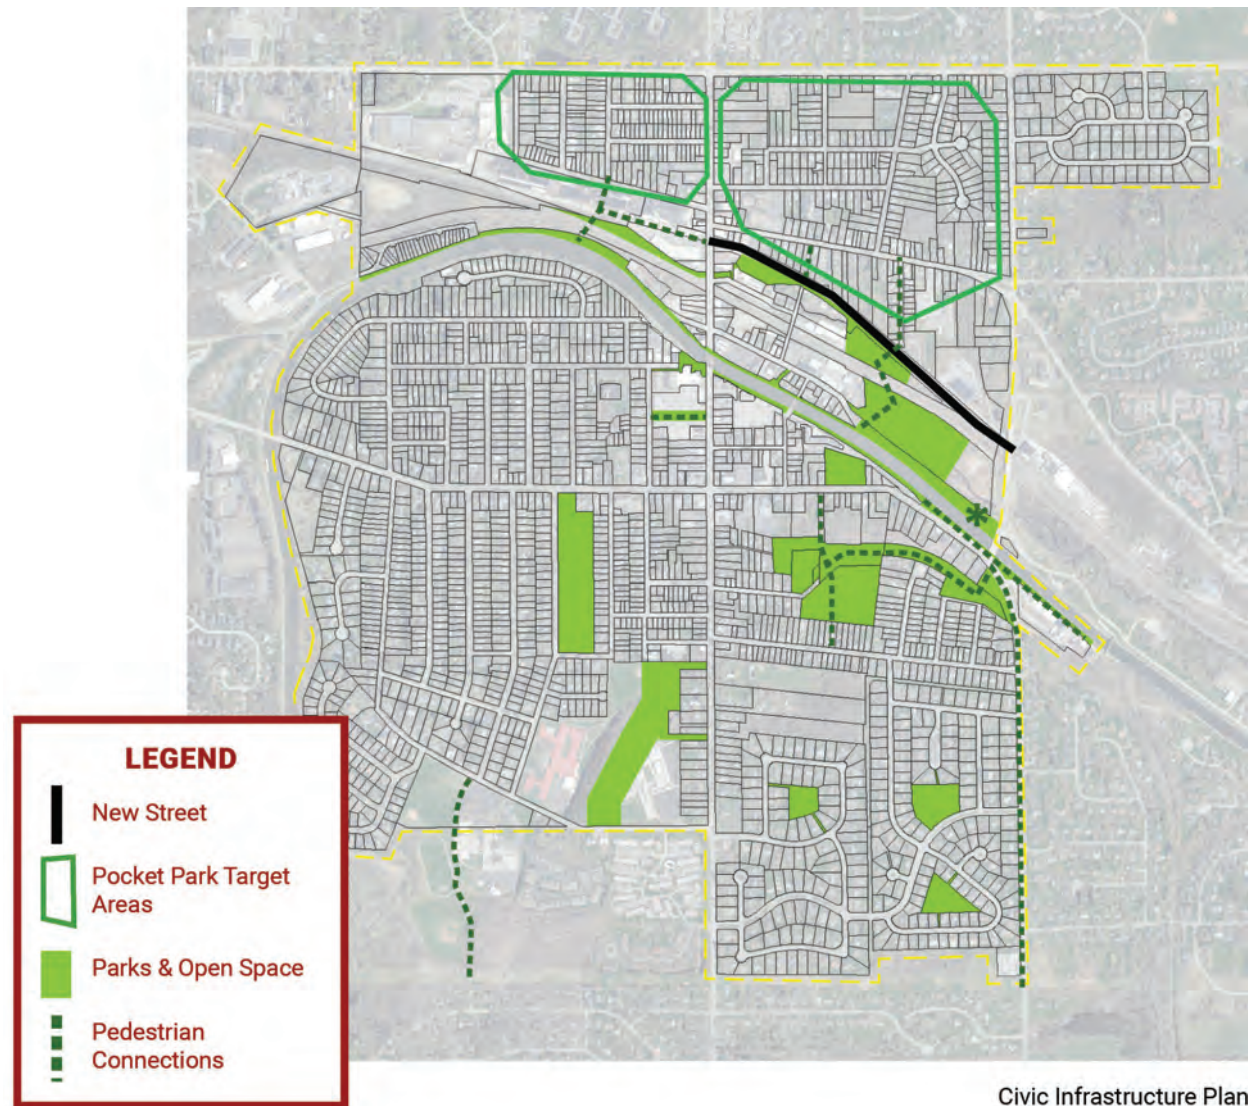 LEGEND
New Street
Pocket Park Target
Areas
Parks & Open Space
Pedestrian
Connections
Civic Infrastructure Plan